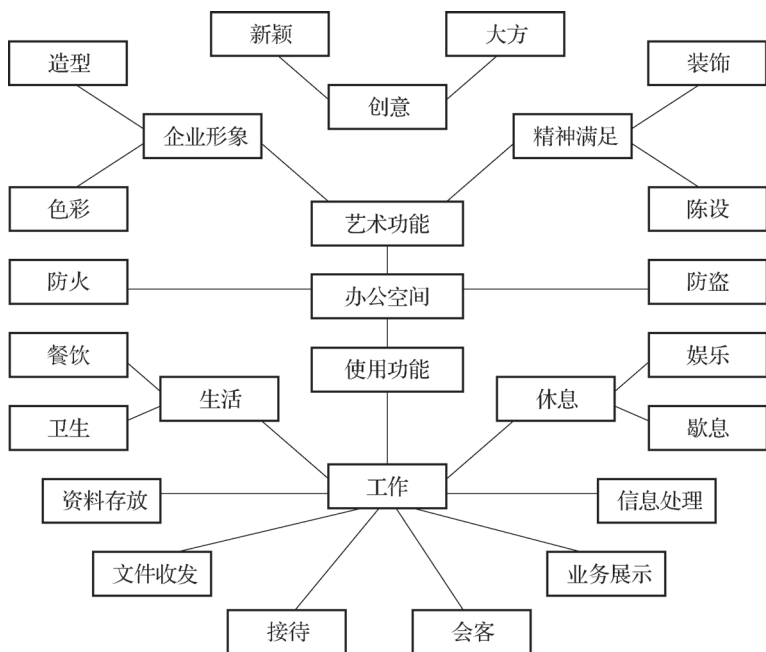 新颖
大方
造型
装饰
创意
企业形象
精神满足
色彩
陈设
艺术功能
防火
办公空间
防盗
餐饮
使用功能
娱乐
生活
休息
卫生
歇息
工作
资料存放
信息处理
文件收发
业务展示
接待
会客